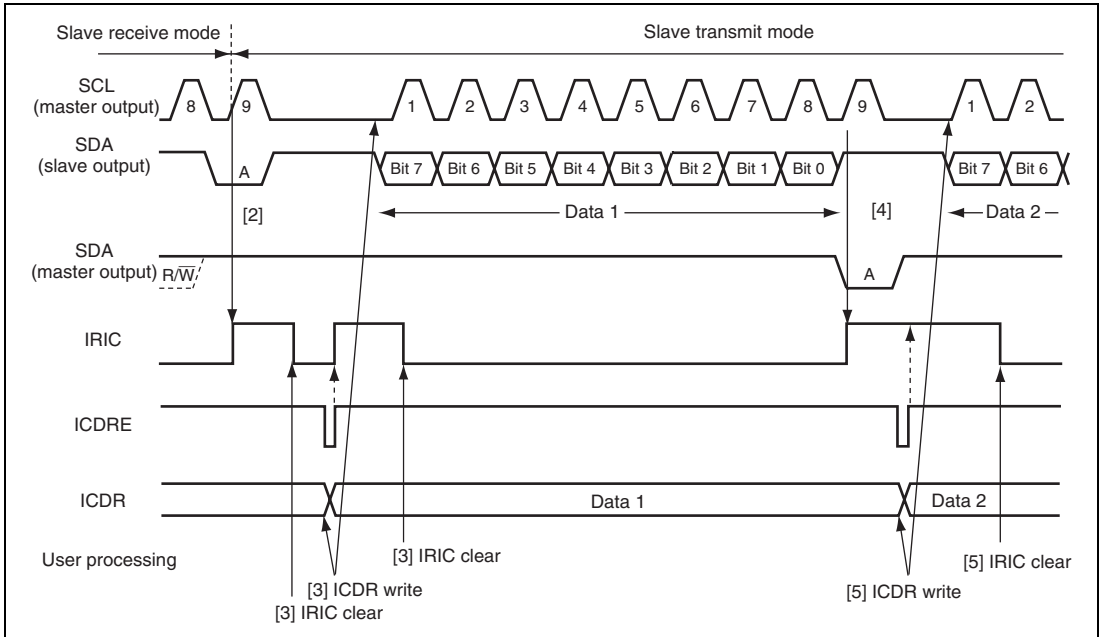 Slave receive mode
Slave transmit mode
SCL
(master output)
8
9
1
2
3
4
5
6
7
8
9
1
2
SDA
(slave output)
A
Bit 7
Bit 6
Bit 5
Bit 4
Bit 3
Bit 2
Bit 1
Bit 0
Bit 7
Bit 6
[2]
Data 1
[4]
Data 2
SDA
(master output)
R/W̅
A
IRIC
ICDRE
ICDR
Data 1
Data 2
User processing
[3] IRIC clear
[5] IRIC clear
[3] ICDR write
[5] ICDR write
[3] IRIC clear